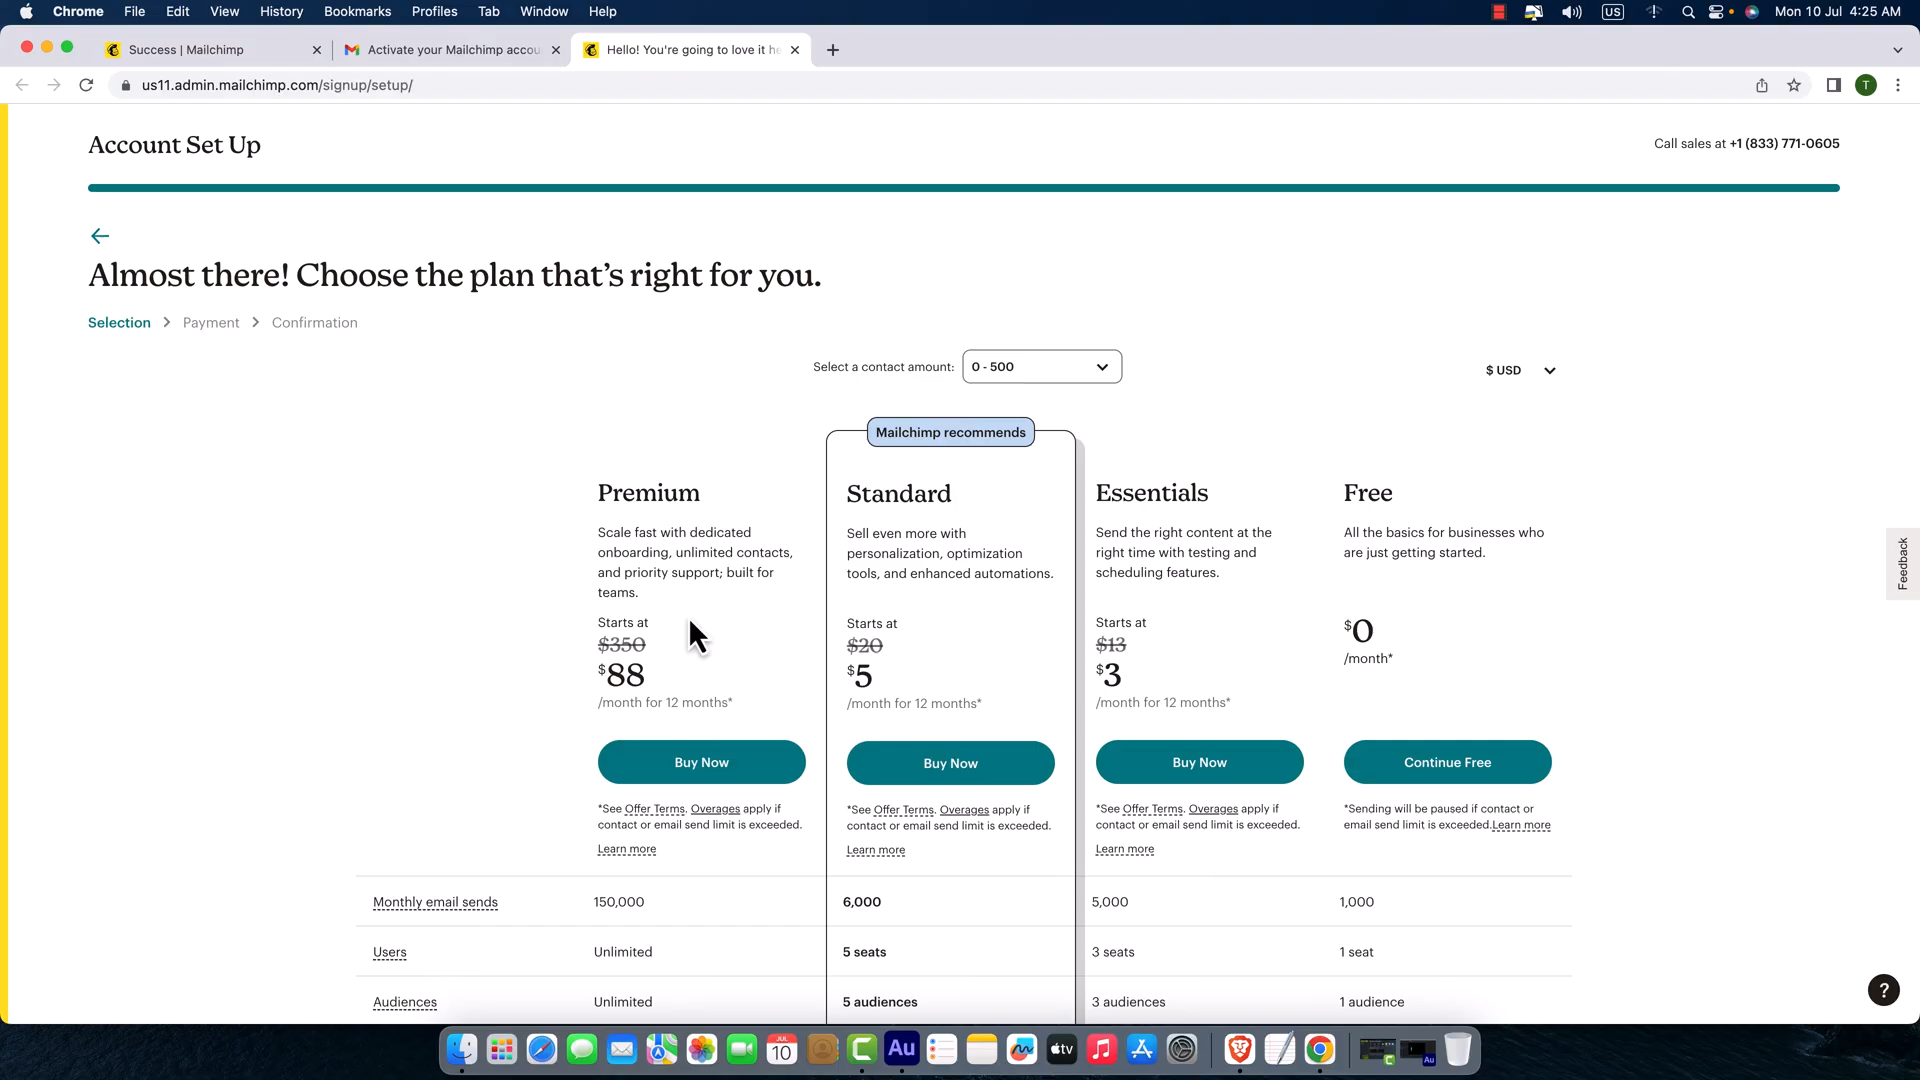 Chrome File Edit View History Bookmarks Profiles Tab Window Help
US Mon 10 Jul 4:25 AM
Success | Mailchimp
Activate your Mailchimp accou
Hello! You're going to love it he
us11.admin.mailchimp.com/signup/setup/
T
Account Set Up
Call sales at +1 (833) 771-0605
Almost there! Choose the plan that's right for you.
Selection > Payment > Confirmation
Select a contact amount: 0 - 500
$ USD
Mailchimp recommends
Premium
Scale fast with dedicated
onboarding, unlimited contacts,
and priority support; built for
teams.
Starts at
$350
$88
/month for 12 months*
Buy Now
*See Offer Terms. Overages apply if
contact or email send limit is exceeded.
Learn more
Standard
Sell even more with
personalization, optimization
tools, and enhanced automations.
Starts at
$20
$5
/month for 12 months*
Buy Now
*See Offer Terms. Overages apply if
contact or email send limit is exceeded.
Learn more
Essentials
Send the right content at the
right time with testing and
scheduling features.
Starts at
$13
$3
/month for 12 months*
Buy Now
*See Offer Terms. Overages apply if
contact or email send limit is exceeded.
Learn more
Free
All the basics for businesses who
are just getting started.
$0
/month*
Continue Free
*Sending will be paused if contact or
email send limit is exceeded.Learn more
Monthly email sends 150,000 6,000 5,000 1,000
Users Unlimited 5 seats 3 seats 1 seat
Audiences Unlimited 5 audiences 3 audiences 1 audience
Feedback
?
JUL
10
Au
tv
Au